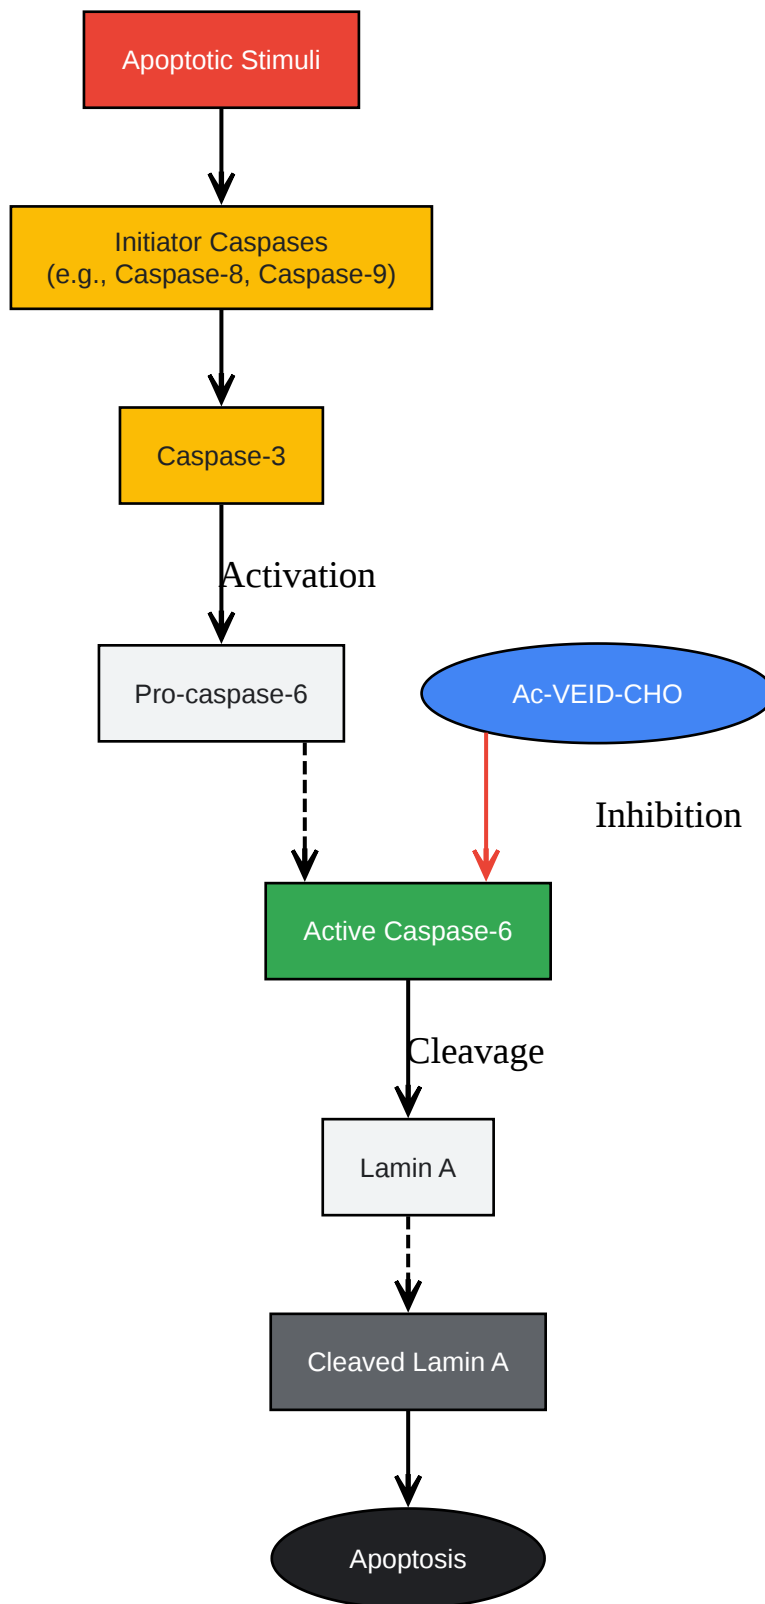 Apoptotic Stimuli
Initiator Caspases
(e.g., Caspase-8, Caspase-9)
Caspase-3
Activation
Pro-caspase-6
Ac-VEID-CHO
Inhibition
Active Caspase-6
Cleavage
Lamin A
Cleaved Lamin A
Apoptosis